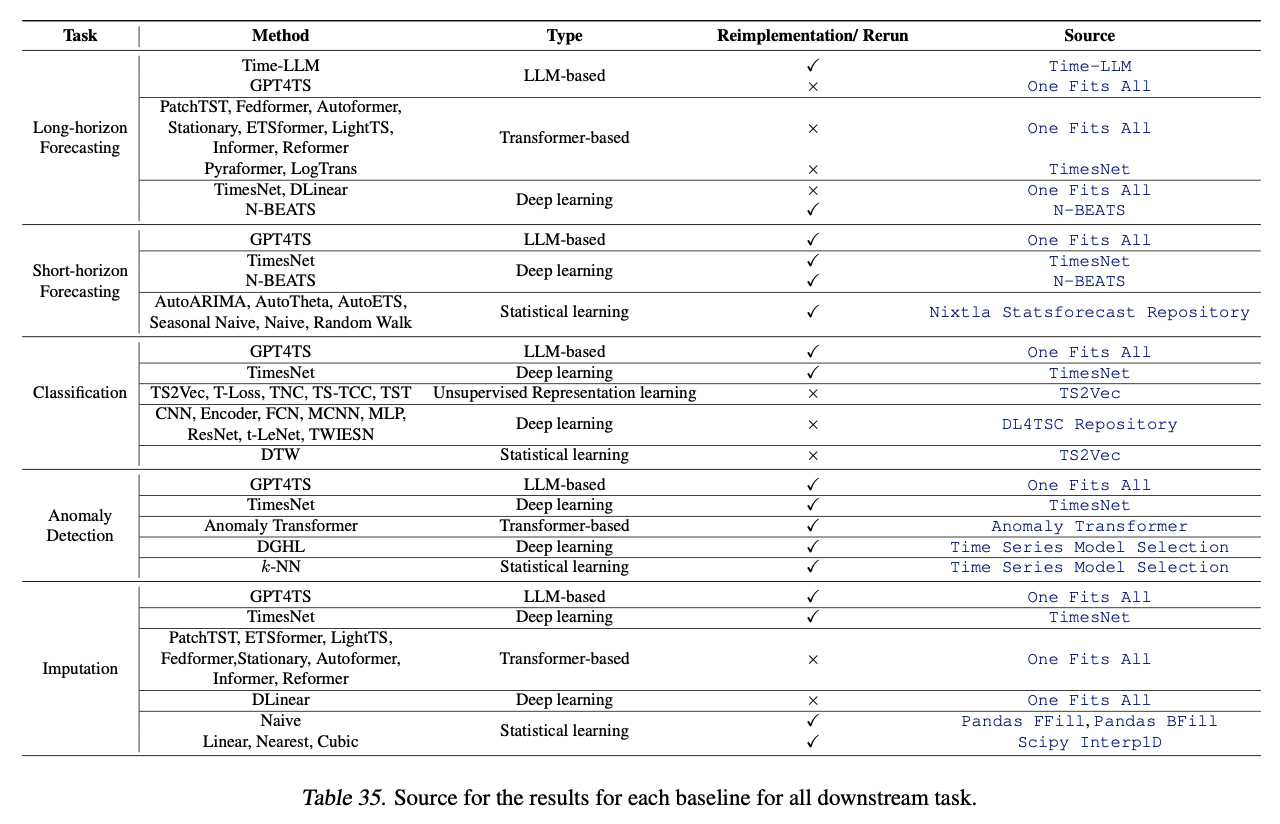 Task Method Type Reimplementation/ Rerun Source
Long-horizon Forecasting
Time-LLM ✓ Time-LLM
LLM-based
GPT4TS × One Fits All
PatchTST, Fedformer, Autoformer,
Stationary, ETSformer, LightTS, × One Fits All
Transformer-based
Informer, Reformer
Pyraformer, LogTrans × TimesNet
TimesNet, DLinear × One Fits All
Deep learning
N-BEATS ✓ N-BEATS
Short-horizon Forecasting
GPT4TS LLM-based ✓ One Fits All
TimesNet ✓ TimesNet
Deep learning
N-BEATS ✓ N-BEATS
AutoARIMA, AutoTheta, AutoETS,
Statistical learning ✓ Nixtla Statsforecast Repository
Seasonal Naive, Naive, Random Walk
Classification
GPT4TS LLM-based ✓ One Fits All
TimesNet Deep learning ✓ TimesNet
TS2Vec, T-Loss, TNC, TS-TCC, TST Unsupervised Representation learning × TS2Vec
CNN, Encoder, FCN, MCNN, MLP,
Deep learning × DL4TSC Repository
ResNet, t-LeNet, TWIESN
DTW Statistical learning × TS2Vec
Anomaly Detection
GPT4TS LLM-based ✓ One Fits All
TimesNet Deep learning ✓ TimesNet
Anomaly Transformer Transformer-based ✓ Anomaly Transformer
DGHL Deep learning ✓ Time Series Model Selection
k-NN Statistical learning ✓ Time Series Model Selection
Imputation
GPT4TS LLM-based ✓ One Fits All
TimesNet Deep learning ✓ TimesNet
PatchTST, ETSformer, LightTS,
Fedformer,Stationary, Autoformer, Transformer-based × One Fits All
Informer, Reformer
DLinear Deep learning × One Fits All
Naive ✓ Pandas FFill,Pandas BFill
Statistical learning
Linear, Nearest, Cubic ✓ Scipy Interp1D
Table 35. Source for the results for each baseline for all downstream task.